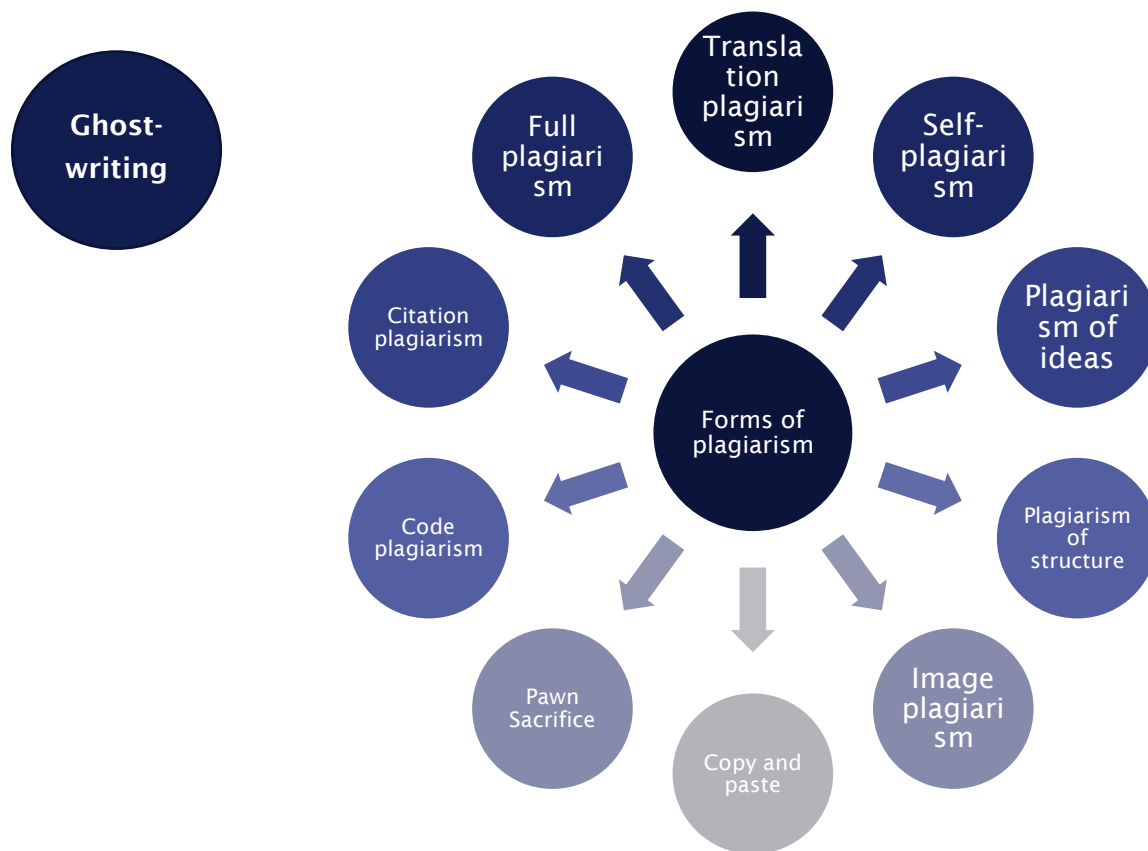 Ghost-
writing
Transla
tion
plagiari
sm
Self-
plagiari
sm
Plagiari
sm of
ideas
Plagiarism
of
structure
Image
plagiari
sm
Copy and
paste
Pawn
Sacrifice
Code
plagiarism
Citation
plagiarism
Full
plagiari
sm
Forms of
plagiarism